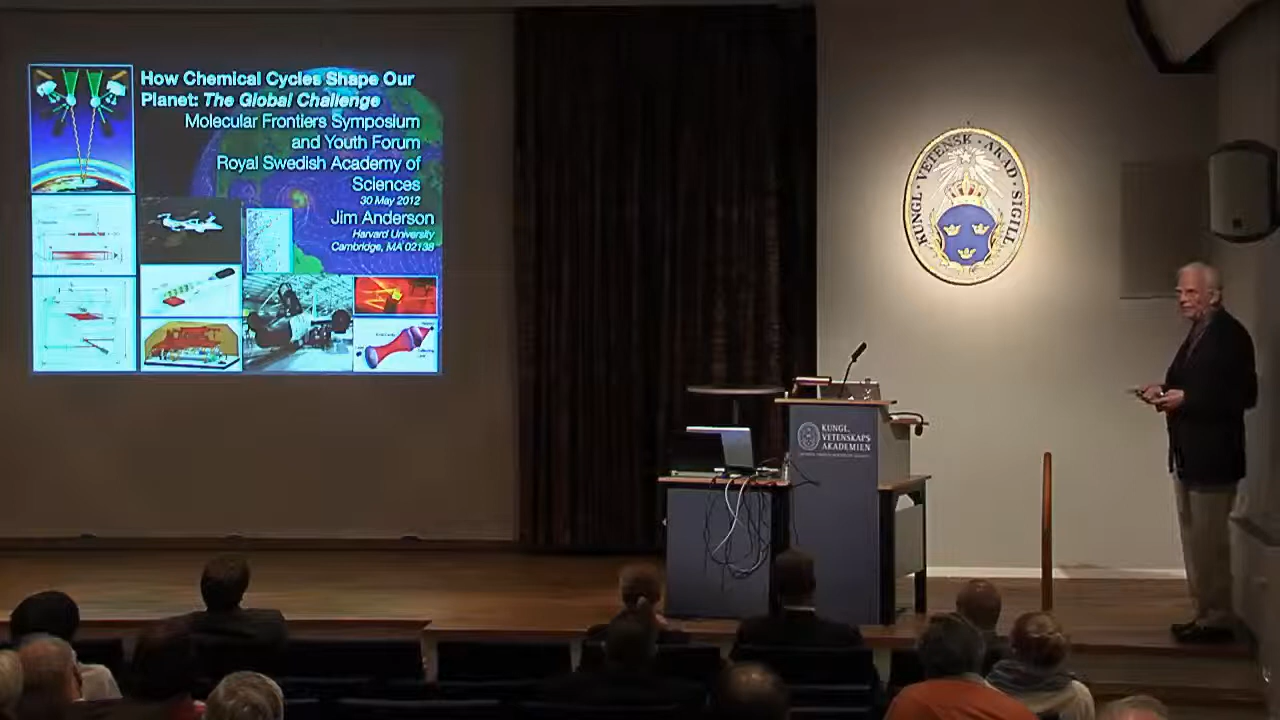 How Chemical Cycles Shape Our
Planet: The Global Challenge
Molecular Frontiers Symposium
and Youth Forum
Royal Swedish Academy of
Sciences
30 May 2012
Jim Anderson
Harvard University
Cambridge, MA 02138
KUNGL · VETENSK · AKAD · SIGILL
KUNGL.
VETENSKAPS
AKADEMIEN